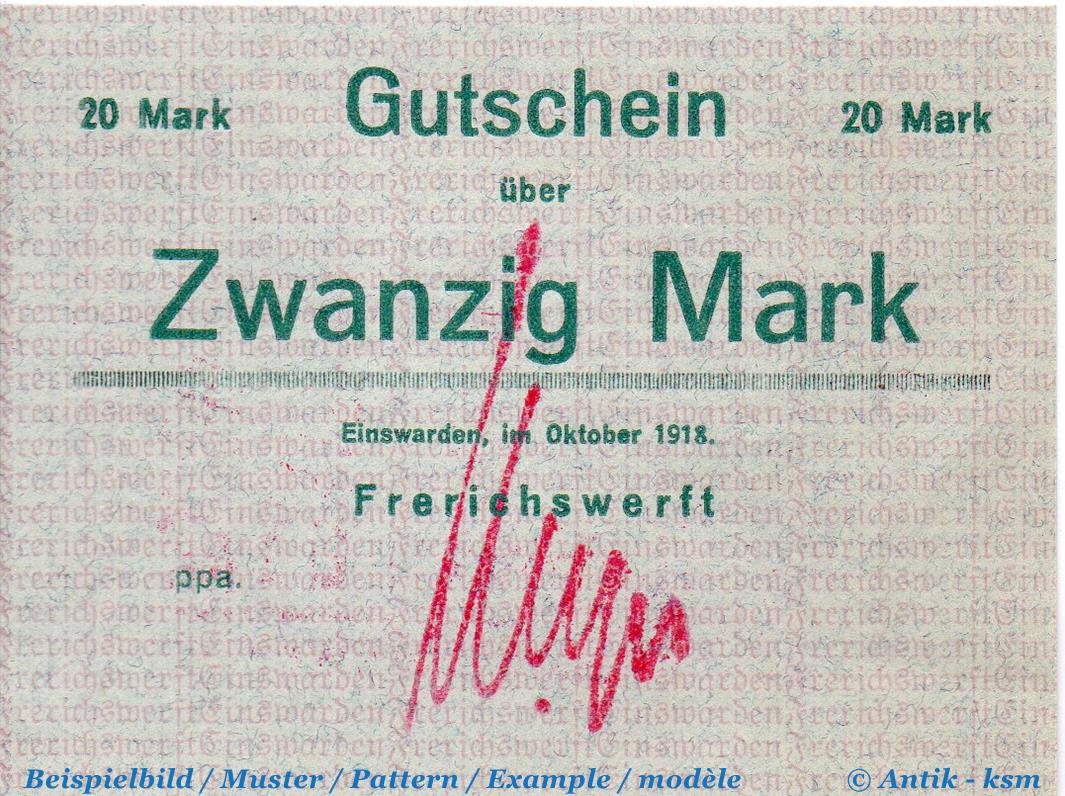 20 Mark Gutschein 20 Mark
über
Zwanzig Mark
Einswarden, im Oktober 1918.
Frerichswerft
ppa.
Beispielbild / Muster / Pattern / Example / modèle © Antik - ksm